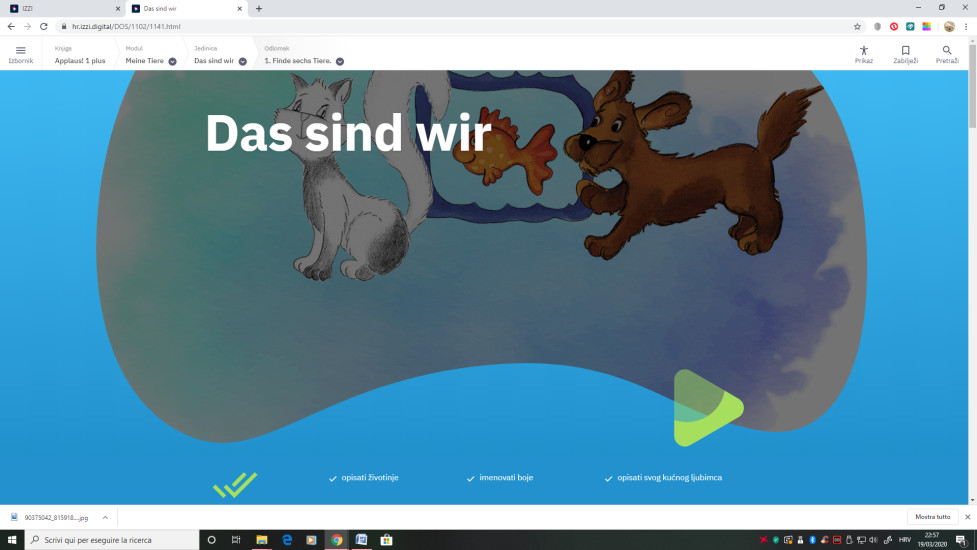 IZZI
Das sind wir
hr.izzi.digital/DOS/1102/1141.html
Izbornik
Knjiga
Applaus! 1 plus
Modul
Meine Tiere
Jedinica
Das sind wir
Odlomak
1. Finde sechs Tiere.
Prikaz
Zabilježi
Pretraži
Das sind wir
opisati životinje
imenovati boje
opisati svog kućnog ljubimca
90375042_815918....jpg
Mostra tutto
Scrivi qui per eseguire la ricerca
HRV
22:57
19/03/2020